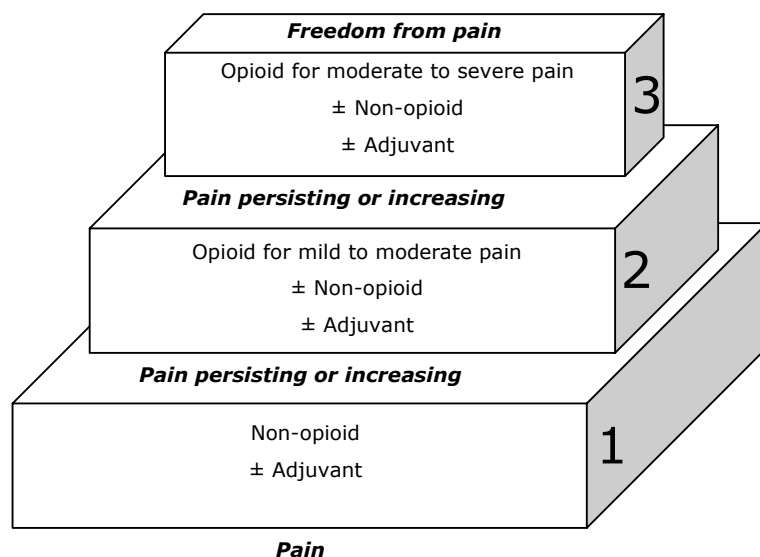 Freedom from pain
Opioid for moderate to severe pain
± Non-opioid
± Adjuvant
3
Pain persisting or increasing
Opioid for mild to moderate pain
± Non-opioid
± Adjuvant
2
Pain persisting or increasing
Non-opioid
± Adjuvant
1
Pain